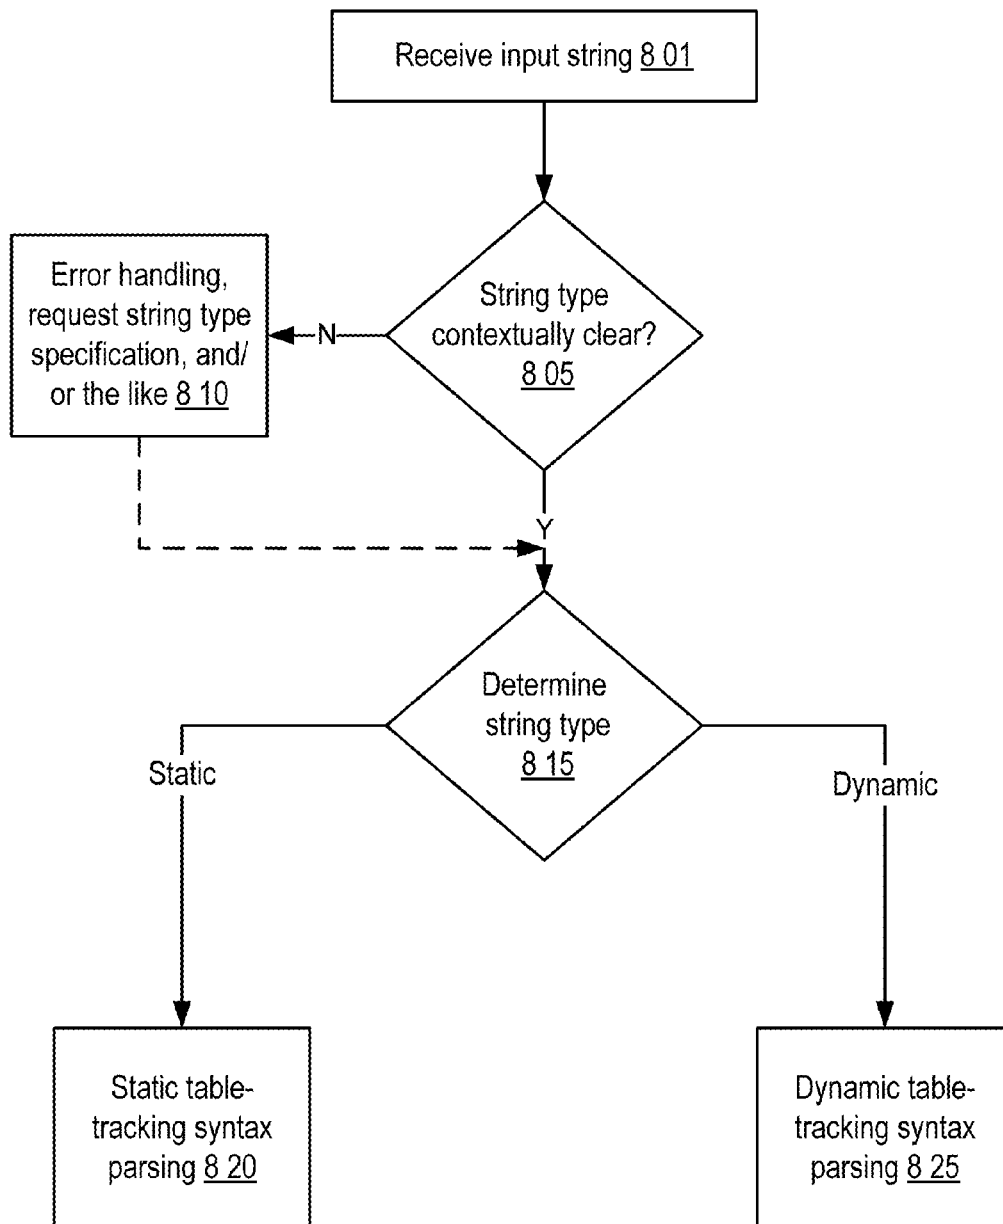 Receive input string 8 01
Error handling,
request string type
specification, and/
or the like 8 10
N
String type
contextually clear?
8 05
Y
Determine
string type
8 15
Static
Dynamic
Static table-
tracking syntax
parsing 8 20
Dynamic table-
tracking syntax
parsing 8 25